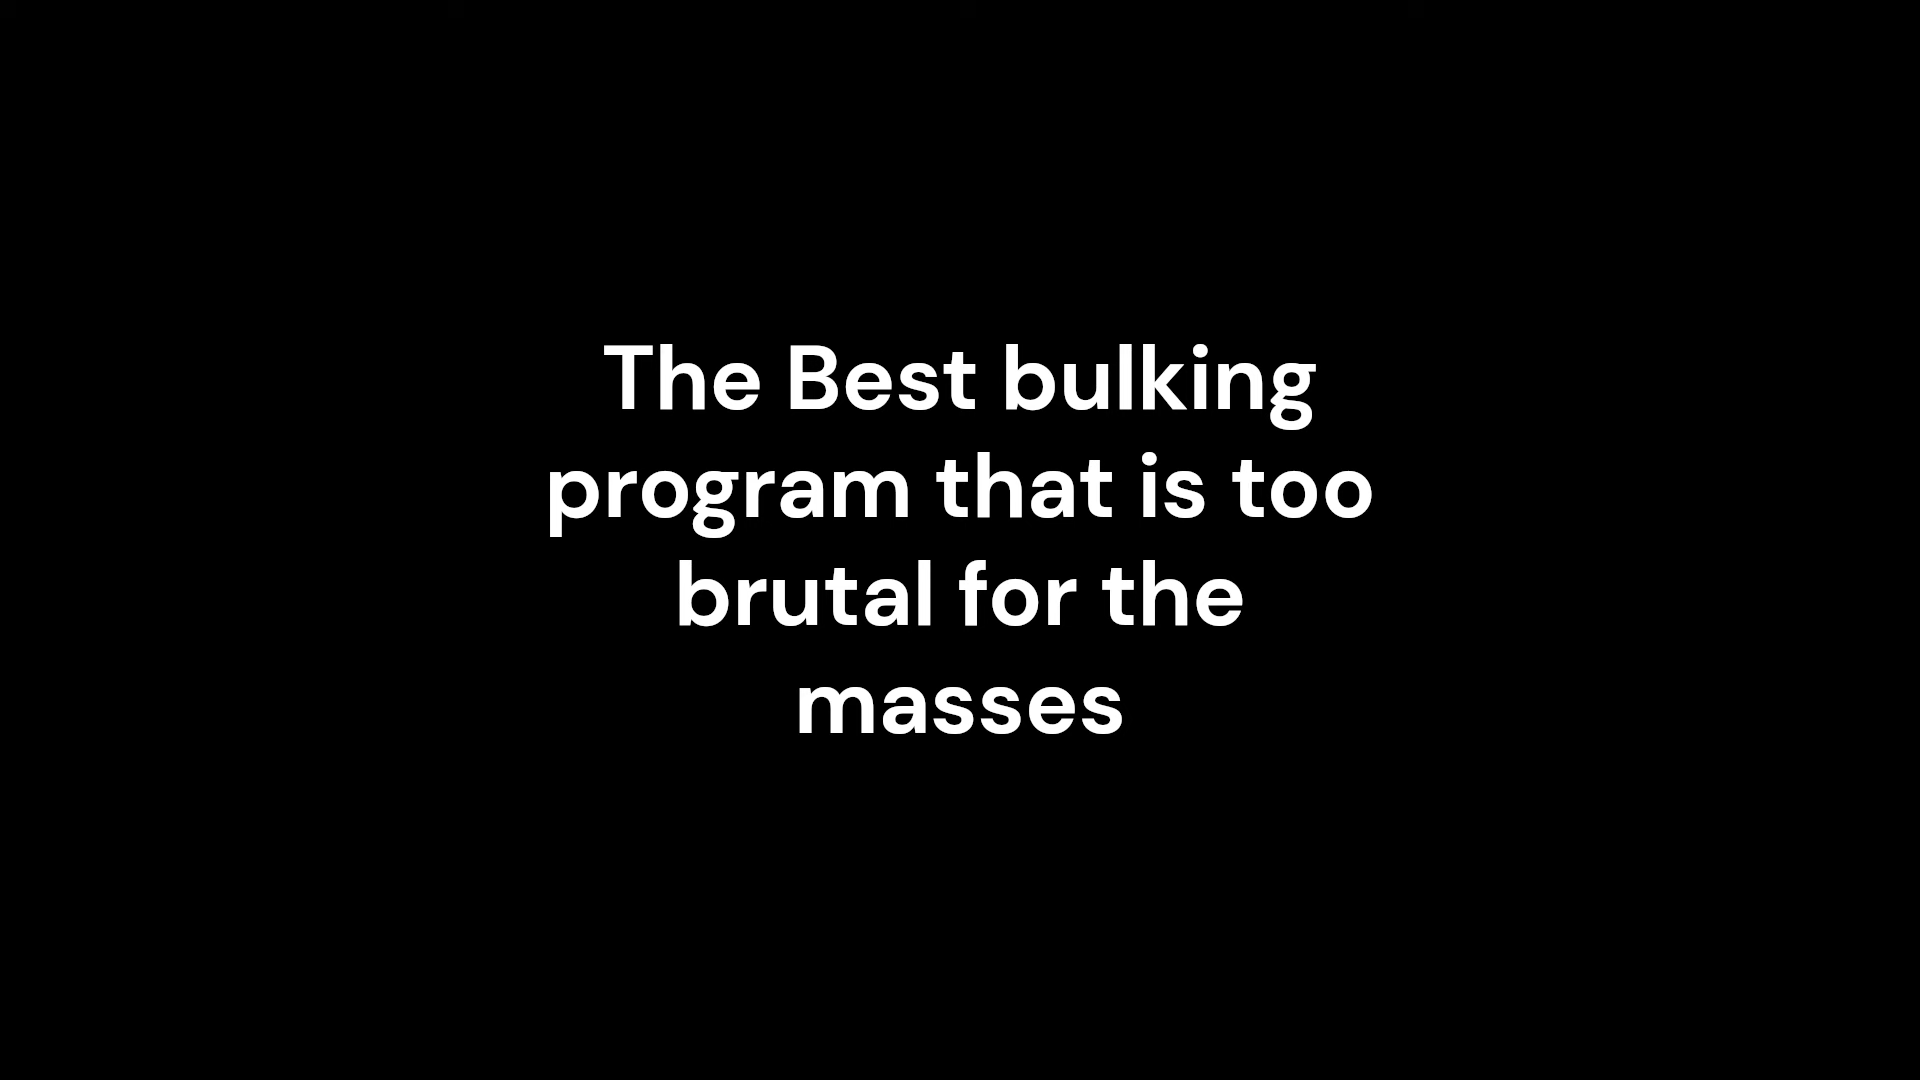 The Best bulking
program that is too
brutal for the
masses